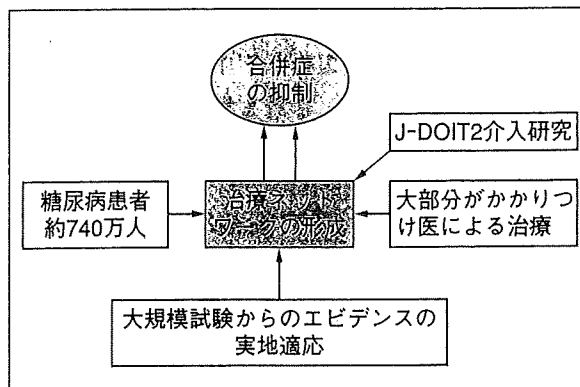 合併症
の抑制
J-DOIT2介入研究
糖尿病患者
約740万人
治療ネット
ワークの形成
大部分がかかりつ
け医による治療
大規模試験からのエビデンスの
実地適応